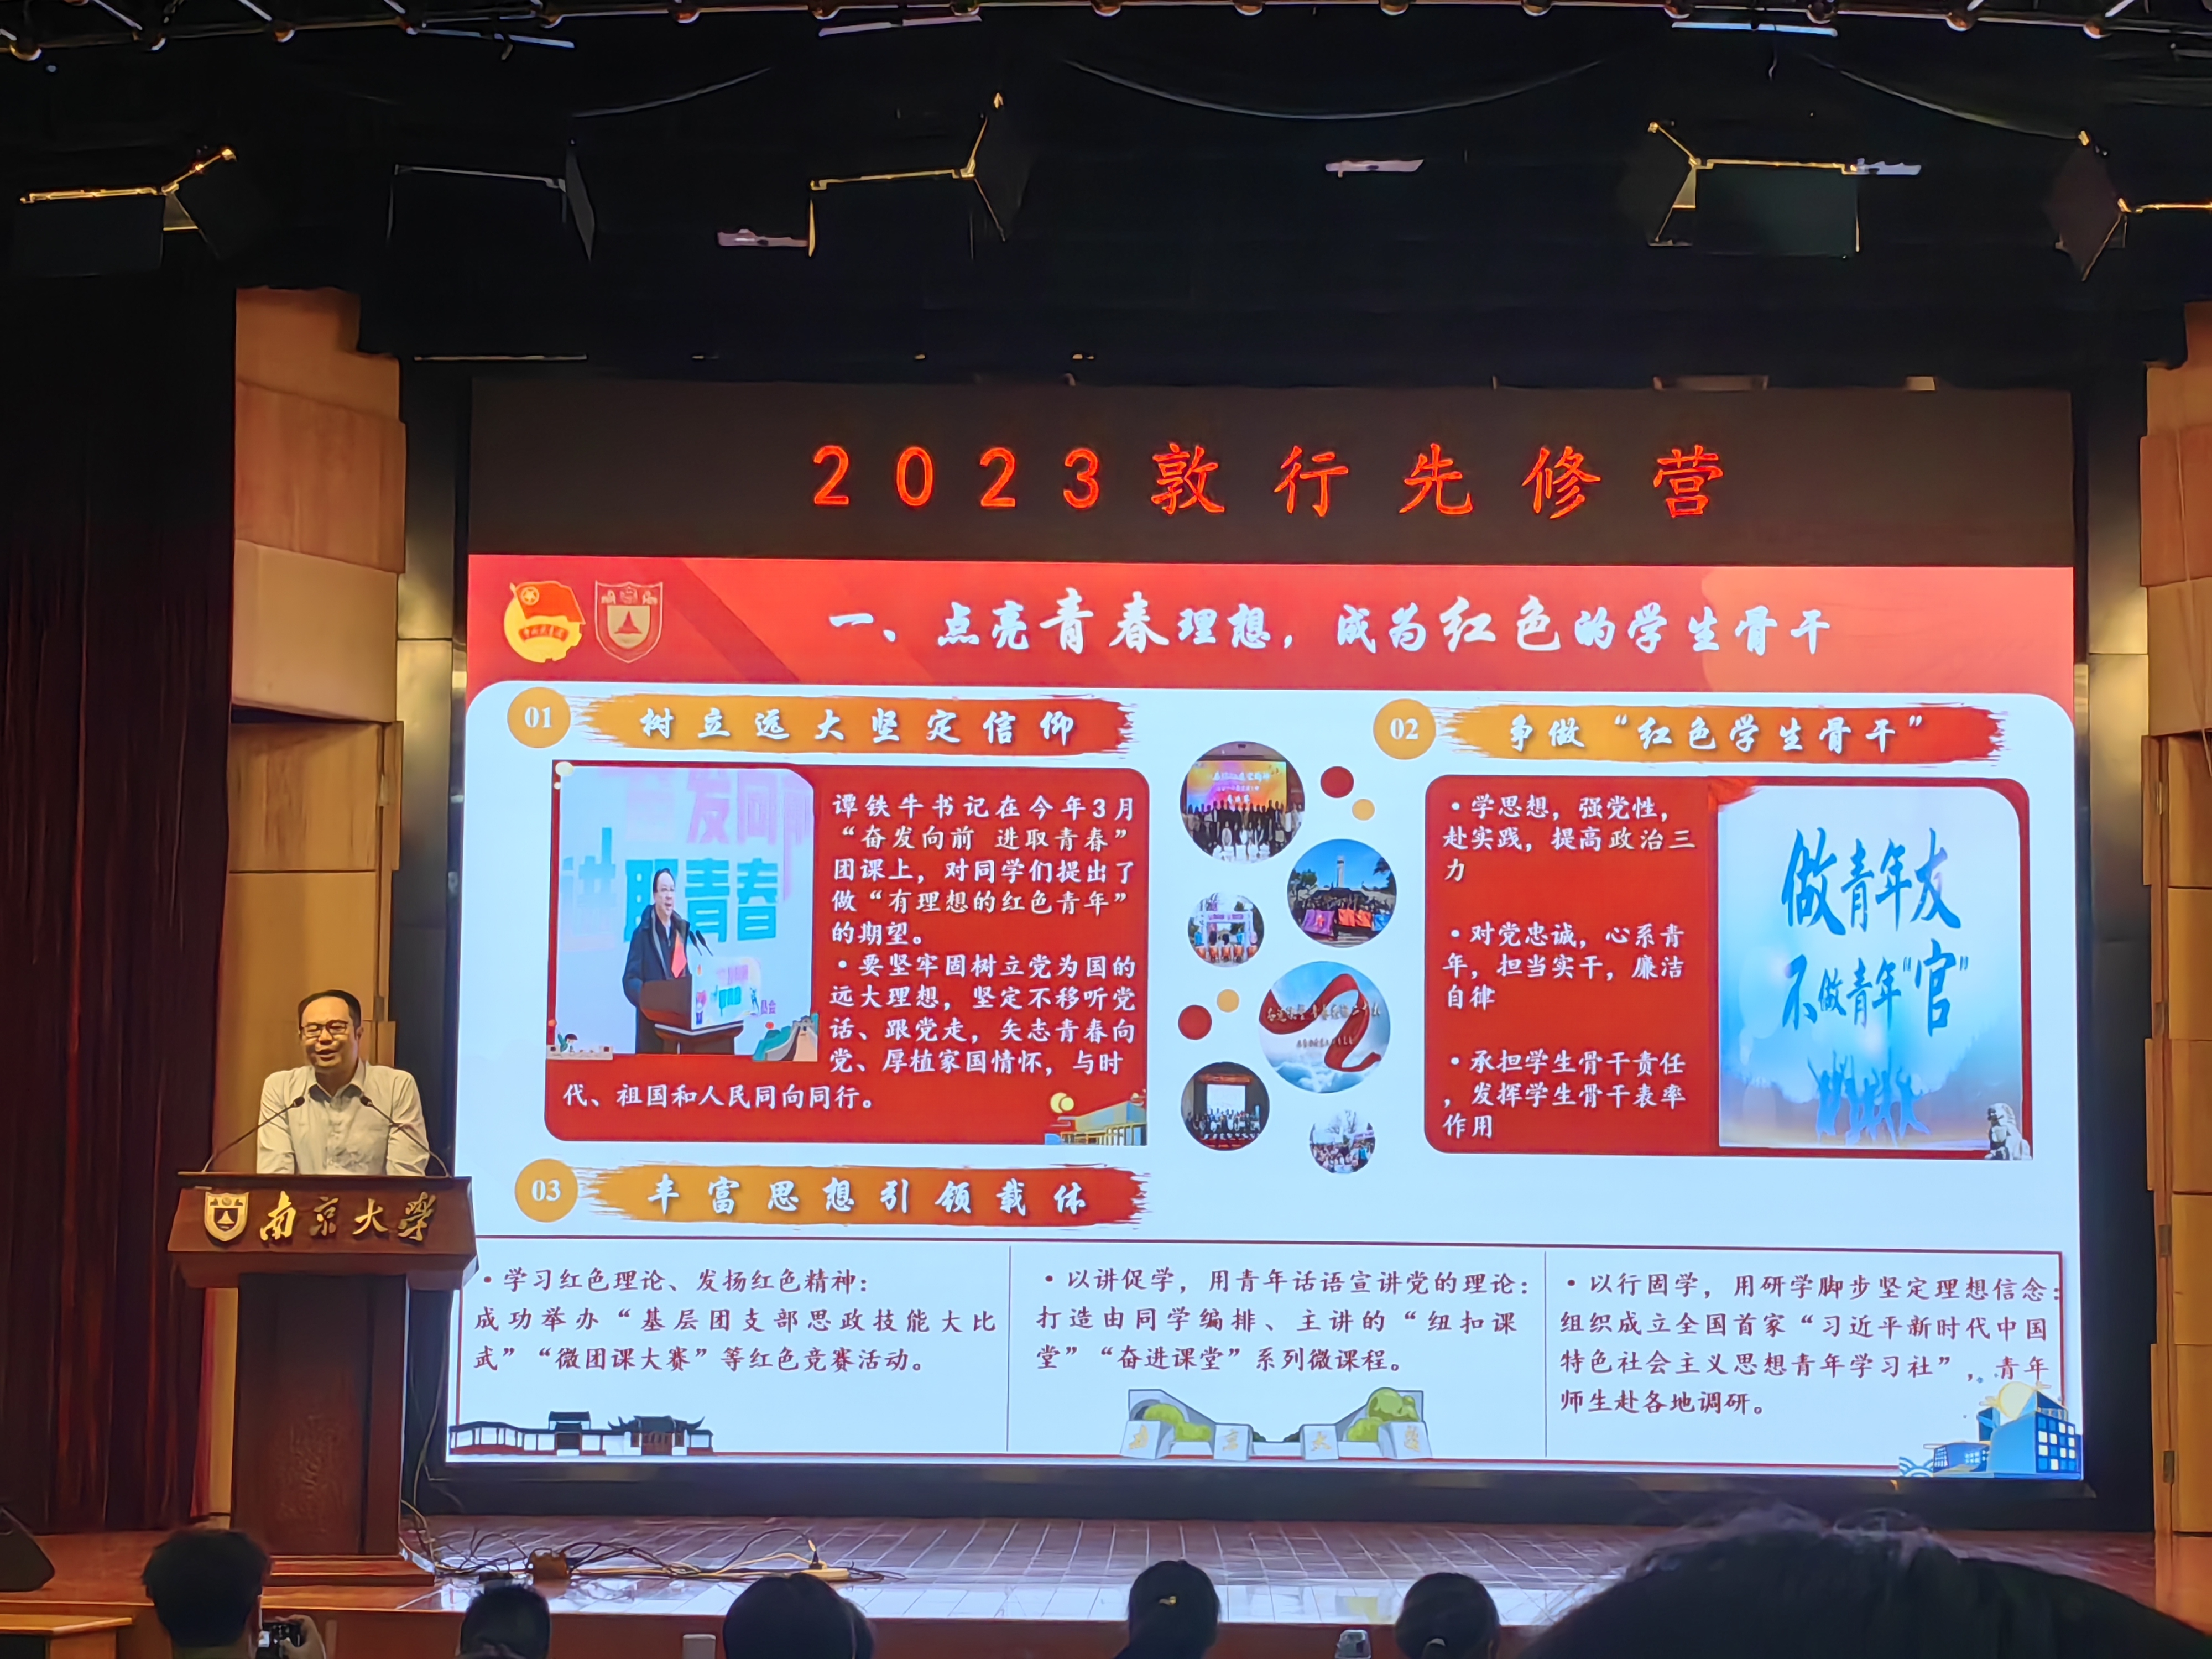 2023敦行先修营
一、点亮青春理想，成为红色的学生骨干
01 树立远大坚定信仰
谭铁牛书记在今年3月
“奋发向前 进取青春”
团课上，对同学们提出了
做“有理想的红色青年”
的期望。
·要坚牢固树立党为国的
远大理想，坚定不移听党
话、跟党走，矢志青春向
党、厚植家国情怀，与时
代、祖国和人民同向同行。
02 争做“红色学生骨干”
·学思想，强党性，
赴实践，提高政治三
力
·对党忠诚，心系青
年，担当实干，廉洁
自律
·承担学生骨干责任
，发挥学生骨干表率
作用
做青年友
不做青年“官”
03 丰富思想引领载体
·学习红色理论、发扬红色精神：
成功举办“基层团支部思政技能大比
武”“微团课大赛”等红色竞赛活动。
·以讲促学，用青年话语宣讲党的理论：
打造由同学编排、主讲的“纽扣课
堂”“奋进课堂”系列微课程。
·以行固学，用研学脚步坚定理想信念：
组织成立全国首家“习近平新时代中国
特色社会主义思想青年学习社”，青年
师生赴各地调研。
南京大学
南京大学